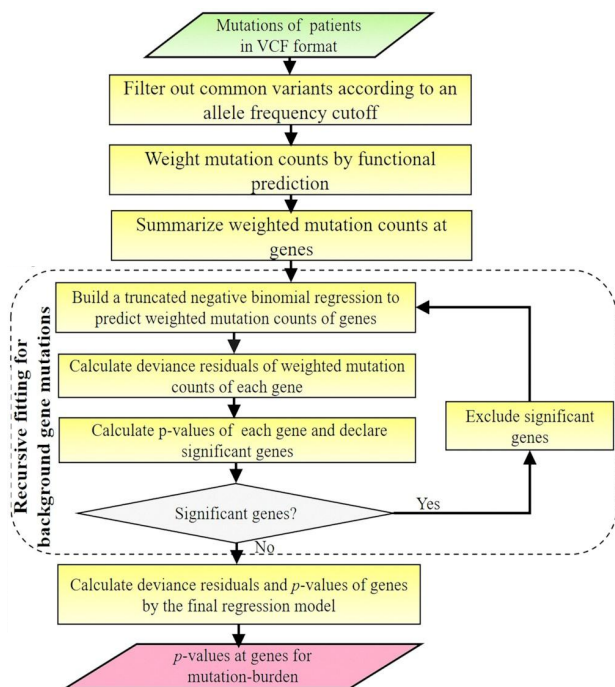 Mutations of patients
in VCF format
Filter out common variants according to an
allele frequency cutoff
Weight mutation counts by functional
prediction
Summarize weighted mutation counts at
genes
Recursive fitting for
background gene mutations
Build a truncated negative binomial regression to
predict weighted mutation counts of genes
Calculate deviance residuals of weighted mutation
counts of each gene
Calculate p-values of each gene and declare
significant genes
Exclude significant
genes
Significant genes?
Yes
No
Calculate deviance residuals and p-values of genes
by the final regression model
p-values at genes for
mutation-burden